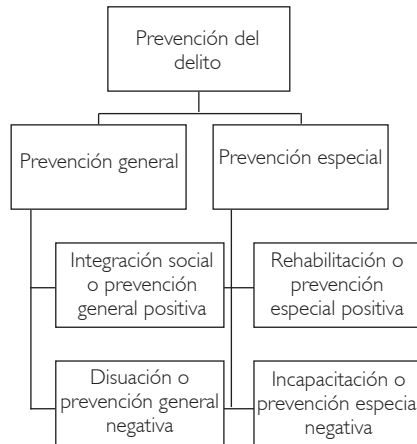 Prevención del
delito
Prevención general
Prevención especial
Integración social
o prevención
general positiva
Rehabilitación o
prevención
especial positiva
Disuación o
prevención general
negativa
Incapacitación o
prevención especial
negativa